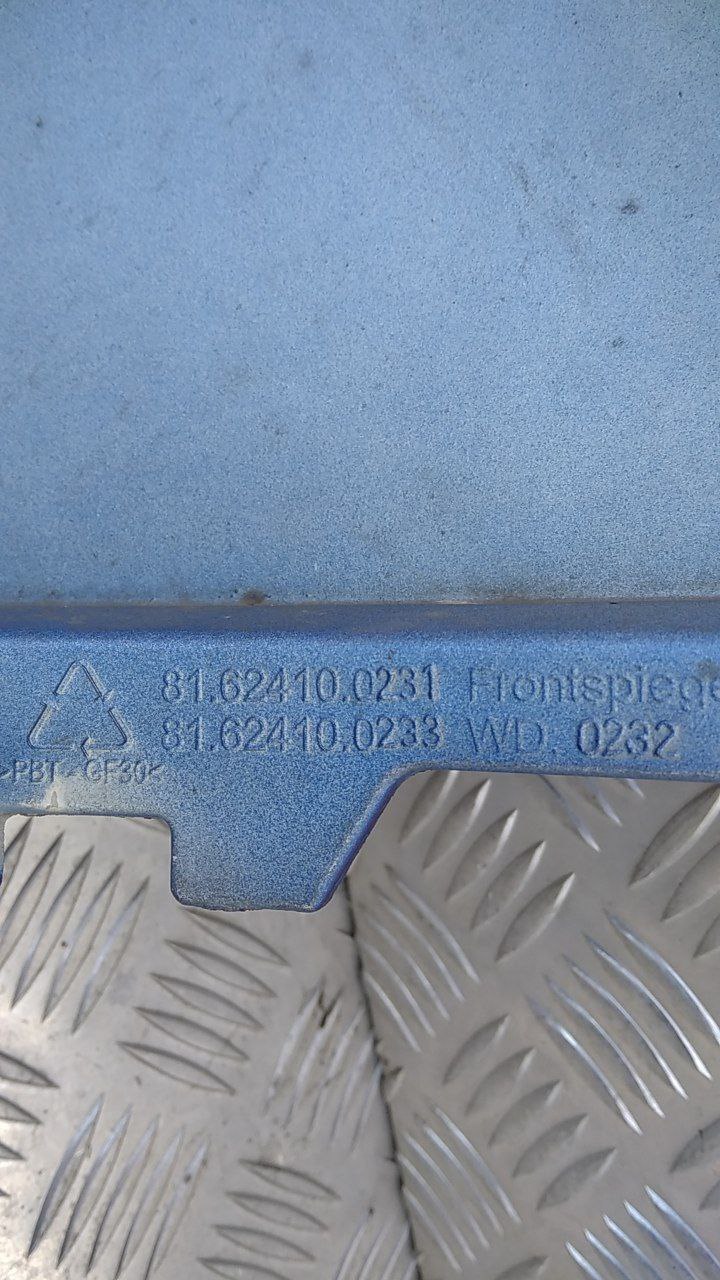 81.62410.0231 Frontspiege
81.62410.0233 WD. 0232
>PBT - GF30<